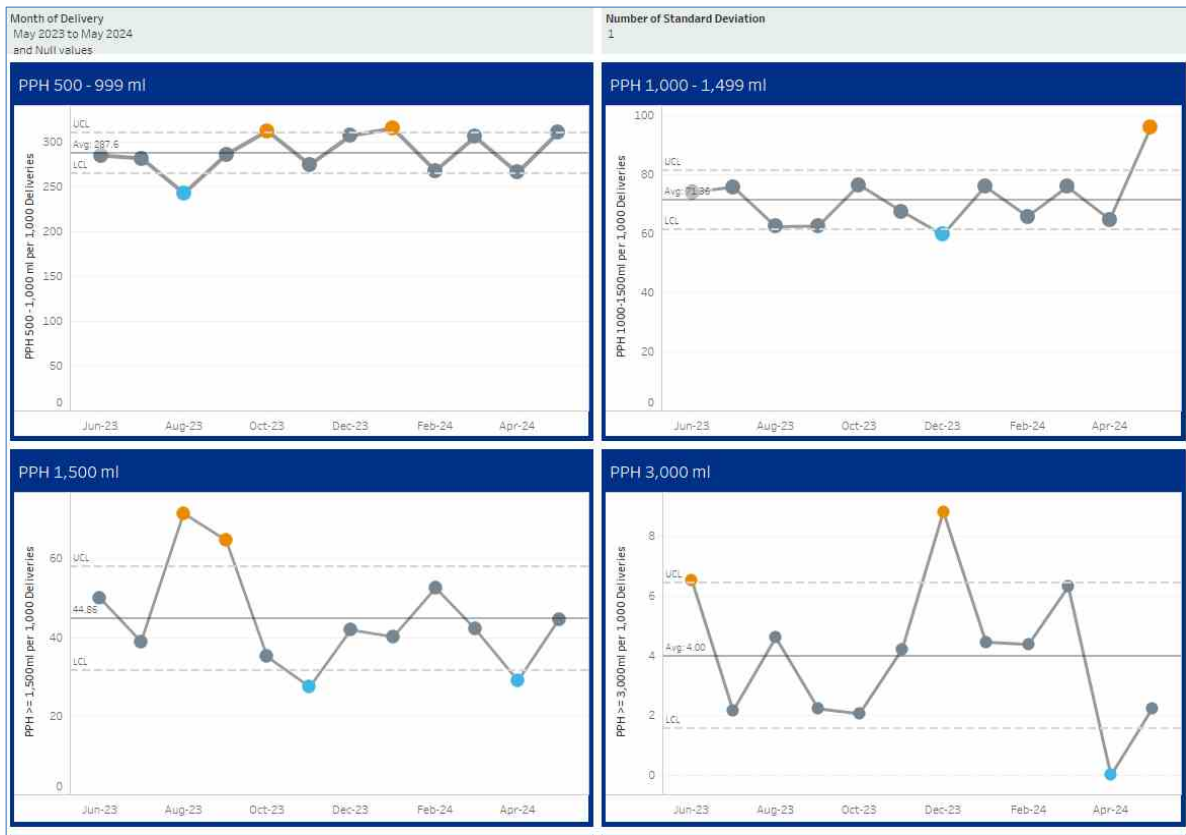 Month of Delivery
May 2023 to May 2024
and Null values
Number of Standard Deviation
1
PPH 500 - 999 ml
PPH 500 - 1,000 ml per 1,000 Deliveries
300
250
200
150
100
50
0
UCL
Avg: 287.6
LCL
Jun-23
Aug-23
Oct-23
Dec-23
Feb-24
Apr-24
PPH 1,000 - 1,499 ml
PPH 1000-1500ml per 1,000 Deliveries
100
80
60
40
20
0
UCL
Avg: 71.36
LCL
Jun-23
Aug-23
Oct-23
Dec-23
Feb-24
Apr-24
PPH 1,500 ml
PPH >= 1,500ml per 1,000 Deliveries
60
40
20
0
UCL
44.86
LCL
Jun-23
Aug-23
Oct-23
Dec-23
Feb-24
Apr-24
PPH 3,000 ml
PPH >= 3,000ml per 1,000 Deliveries
8
6
4
2
0
UCL
Avg: 4.00
LCL
Jun-23
Aug-23
Oct-23
Dec-23
Feb-24
Apr-24